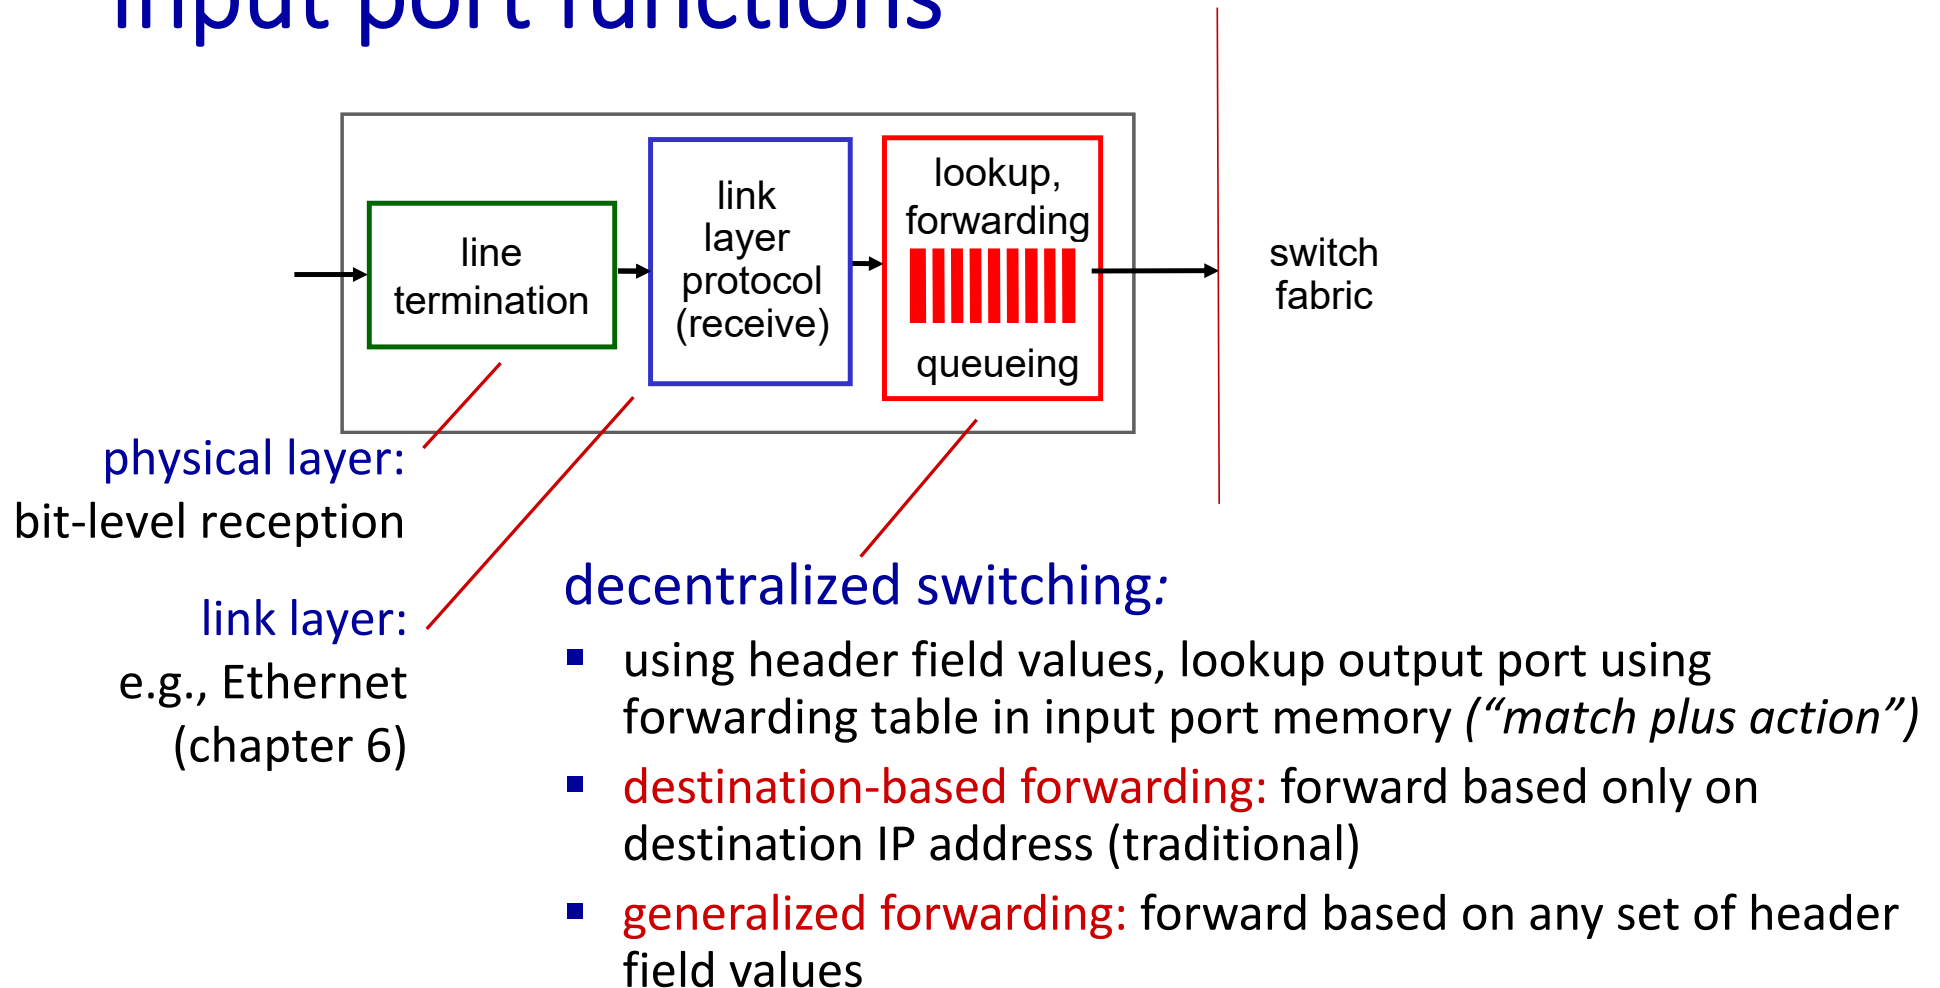 input port functions
line
termination
link
layer
protocol
(receive)
lookup,
forwarding
queueing
switch
fabric
physical layer:
bit-level reception
link layer:
e.g., Ethernet
(chapter 6)
decentralized switching:
using header field values, lookup output port using
forwarding table in input port memory (“match plus action”)
destination-based forwarding: forward based only on
destination IP address (traditional)
generalized forwarding: forward based on any set of header
field values